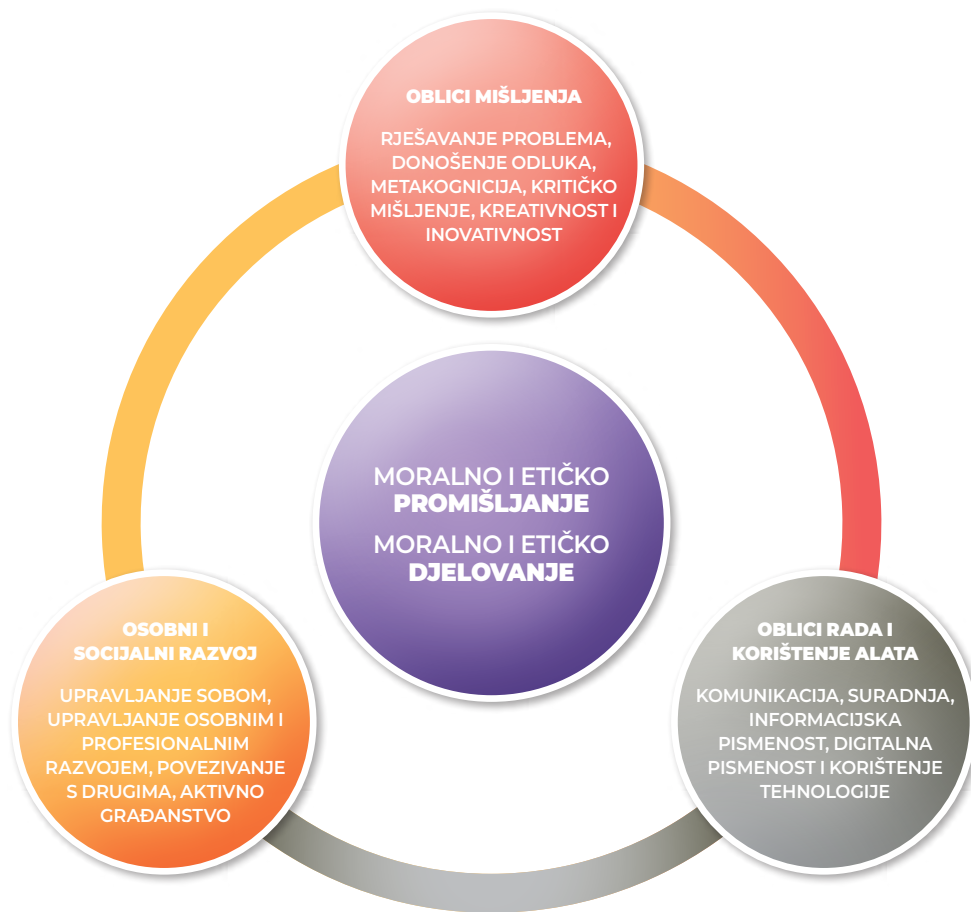 OBLICI MIŠLJENJA
RJEŠAVANJE PROBLEMA,
DONOŠENJE ODLUKA,
METAKOGNICIJA, KRITIČKO
MIŠLJENJE, KREATIVNOST I
INOVATIVNOST
MORALNO I ETIČKO
PROMIŠLJANJE
MORALNO I ETIČKO
DJELOVANJE
OSOBNI I
SOCIJALNI RAZVOJ
UPRAVLJANJE SOBOM,
UPRAVLJANJE OSOBNIM I
PROFESIONALNIM
RAZVOJEM, POVEZIVANJE
S DRUGIMA, AKTIVNO
GRAĐANSTVO
OBLICI RADA I
KORIŠTENJE ALATA
KOMUNIKACIJA, SURADNJA,
INFORMACIJSKA
PISMENOST, DIGITALNA
PISMENOST I KORIŠTENJE
TEHNOLOGIJE